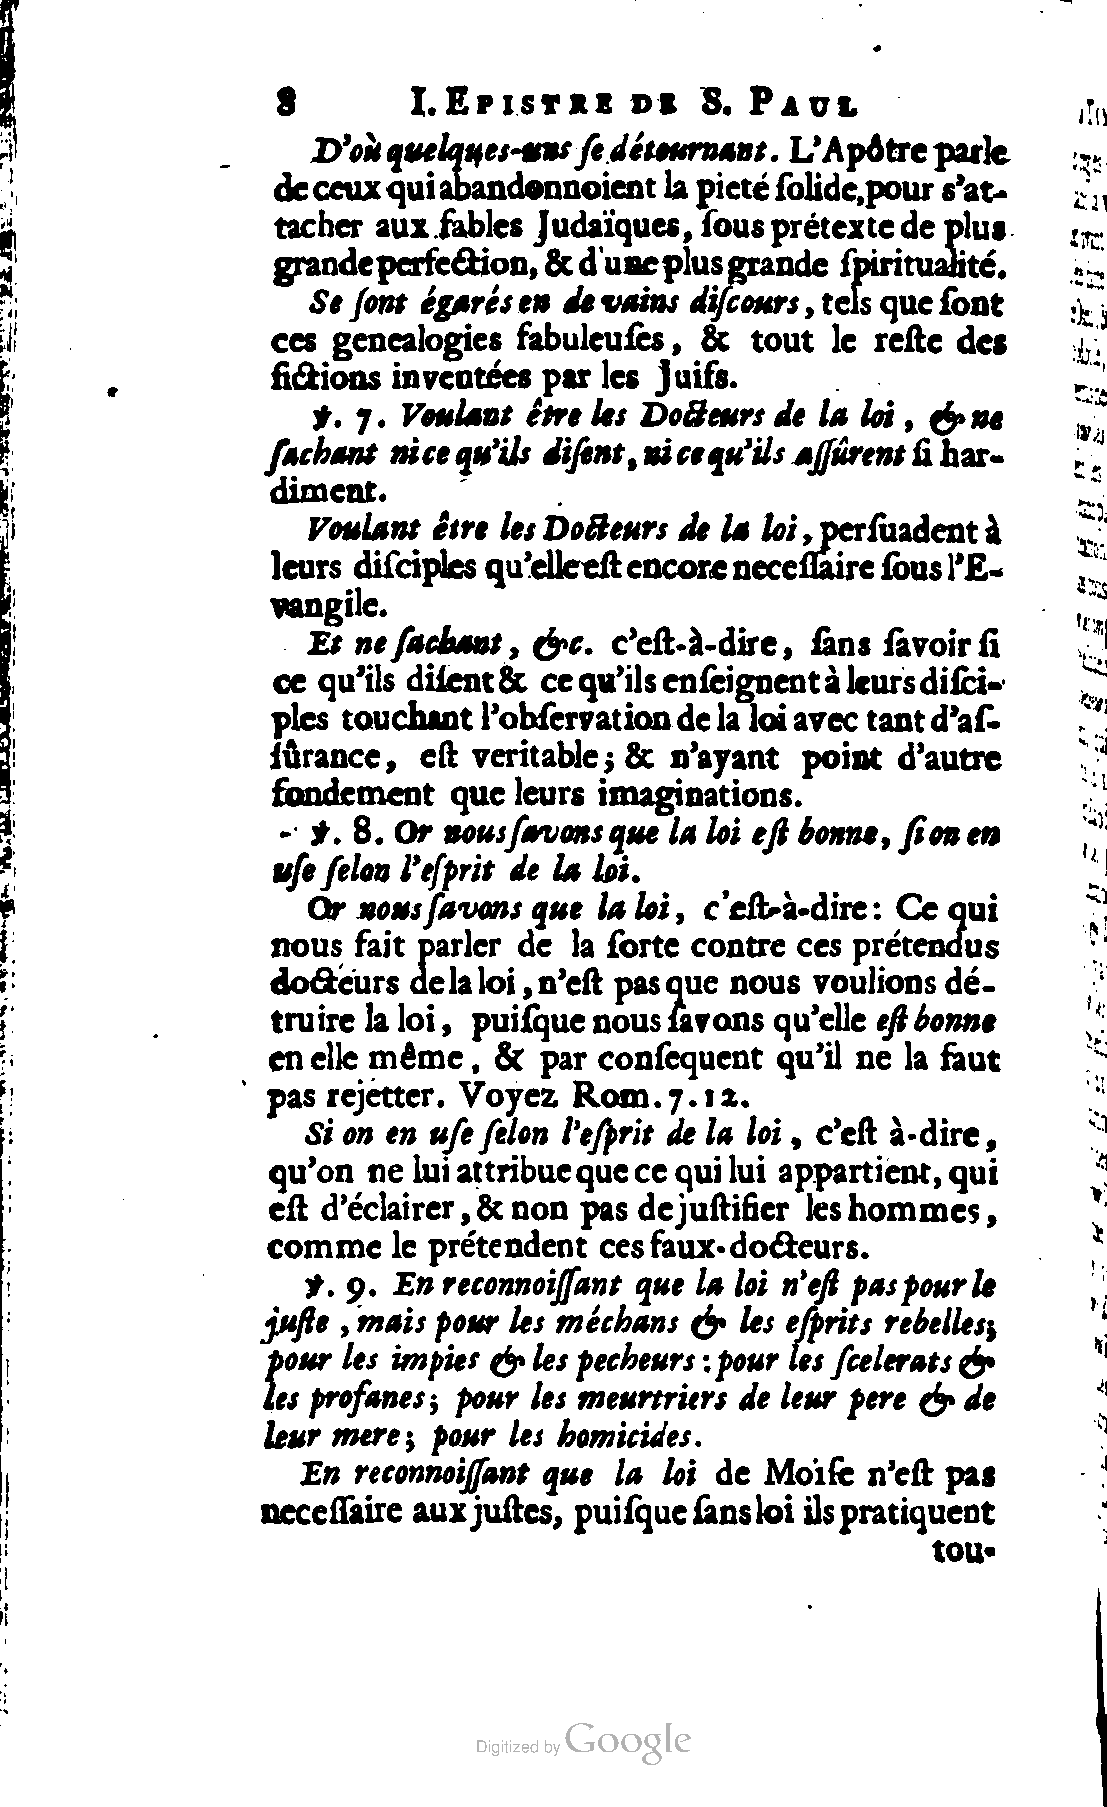 8 I. EPISTRE DE S. PAUL
D'où quelques-uns ſe détournant. L'Apôtre parle
de ceux qui abandonnoient la pieté ſolide, pour s'at-
tacher aux fables Judaïques, ſous prétexte de plus
grande perfection, & d'une plus grande ſpiritualité.
Se ſont égarés en de vains diſcours, tels que ſont
ces genealogies fabuleuſes, & tout le reſte des
fictions inventées par les Juifs.
℣. 7. Voulant être les Docteurs de la loi, & ne
ſachant ni ce qu'ils diſent, ni ce qu'ils aſſûrent ſi har-
diment.
Voulant être les Docteurs de la loi, perſuadent à
leurs diſciples qu'elle eſt encore neceſſaire ſous l'E-
vangile.
Et ne ſachant, &c. c'eſt-à-dire, ſans ſavoir ſi
ce qu'ils diſent & ce qu'ils enſeignent à leurs diſci-
ples touchant l'obſervation de la loi avec tant d'aſ-
ſûrance, eſt veritable; & n'ayant point d'autre
fondement que leurs imaginations.
℣. 8. Or nous ſavons que la loi eſt bonne, ſi on en
uſe ſelon l'eſprit de la loi.
Or nous ſavons que la loi, c'eſt-à-dire: Ce qui
nous fait parler de la ſorte contre ces prétendus
docteurs de la loi, n'eſt pas que nous voulions dé-
truire la loi, puiſque nous ſavons qu'elle eſt bonne
en elle même, & par conſequent qu'il ne la faut
pas rejetter. Voyez Rom. 7. 12.
Si on en uſe ſelon l'eſprit de la loi, c'eſt à-dire,
qu'on ne lui attribue que ce qui lui appartient, qui
eſt d'éclairer, & non pas de juſtifier les hommes,
comme le prétendent ces faux-docteurs.
℣. 9. En reconnoiſſant que la loi n'eſt pas pour le
juſte, mais pour les méchans & les eſprits rebelles;
pour les impies & les pecheurs: pour les ſcelerats &
les profanes; pour les meurtriers de leur pere & de
leur mere; pour les homicides.
En reconnoiſſant que la loi de Moïſe n'eſt pas
neceſſaire aux juſtes, puiſque ſans loi ils pratiquent
tou-
Digitized by Google